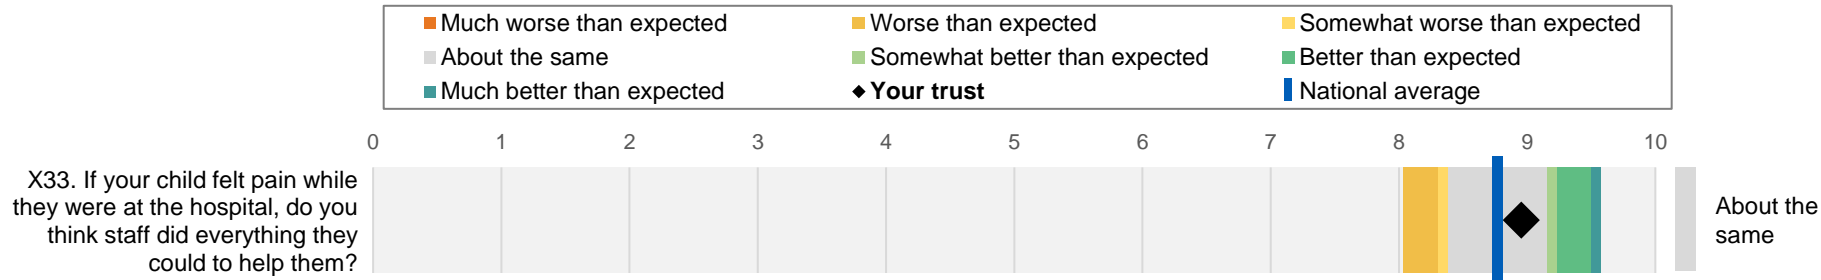 Much worse than expected
Worse than expected
Somewhat worse than expected
About the same
Somewhat better than expected
Better than expected
Much better than expected
Your trust
National average
0 1 2 3 4 5 6 7 8 9 10
X33. If your child felt pain while
they were at the hospital, do you
think staff did everything they
could to help them?
About the
same